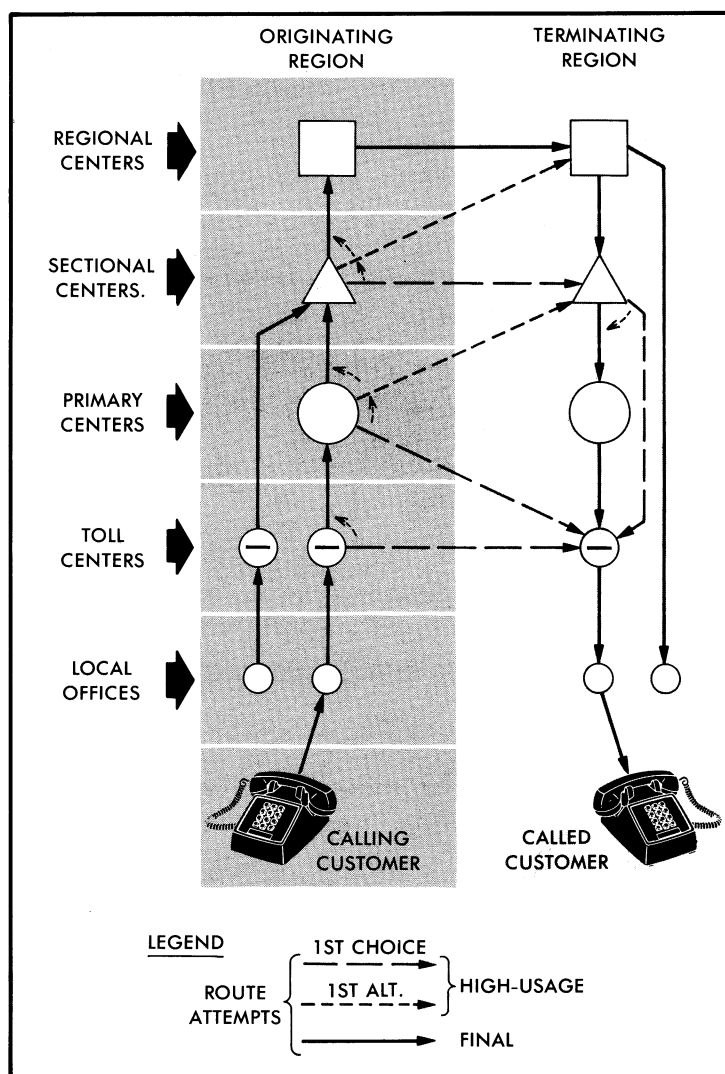 ORIGINATING
REGION
TERMINATING
REGION
REGIONAL
CENTERS
SECTIONAL
CENTERS.
PRIMARY
CENTERS
TOLL
CENTERS
LOCAL
OFFICES
CALLING
CUSTOMER
CALLED
CUSTOMER
LEGEND
ROUTE
ATTEMPTS
1ST CHOICE
1ST ALT.
HIGH-USAGE
FINAL